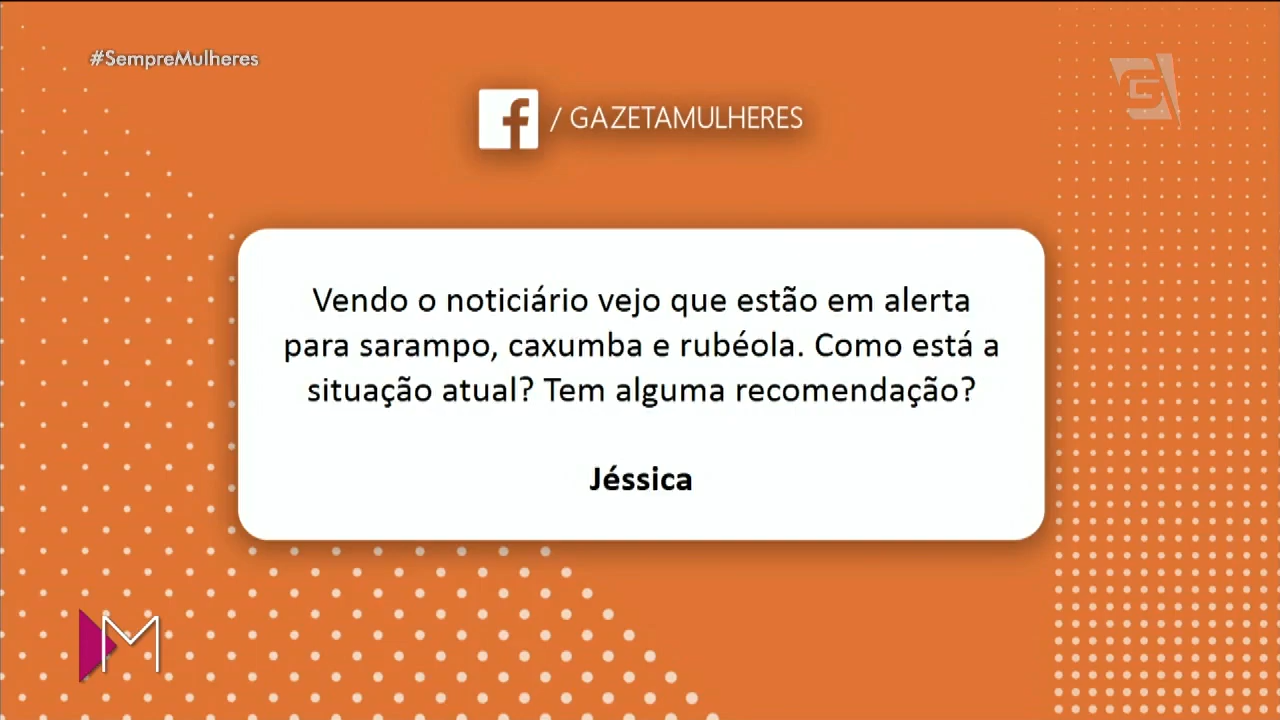 #SempreMulheres
f / GAZETAMULHERES
G
Vendo o noticiário vejo que estão em alerta
para sarampo, caxumba e rubéola. Como está a
situação atual? Tem alguma recomendação?
Jéssica
M